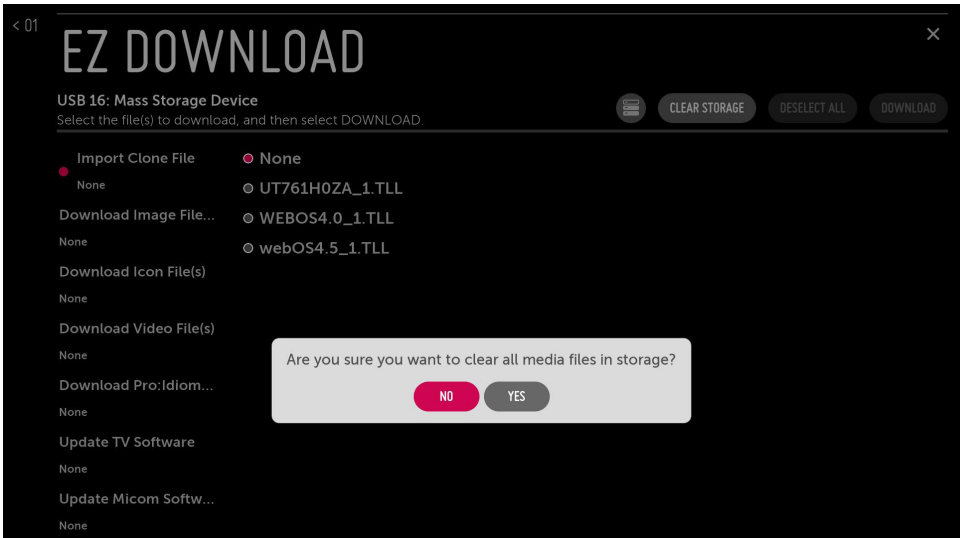 < 01
EZ DOWNLOAD
USB 16: Mass Storage Device
Select the file(s) to download, and then select DOWNLOAD.
CLEAR STORAGE
DESELECT ALL
DOWNLOAD
Import Clone File
None
Download Image File...
None
Download Icon File(s)
None
Download Video File(s)
None
Download Pro:Idiom...
None
Update TV Software
None
Update Micom Softw...
None
None
UT761H0ZA_1.TLL
WEBOS4.0_1.TLL
webOS4.5_1.TLL
Are you sure you want to clear all media files in storage?
NO
YES